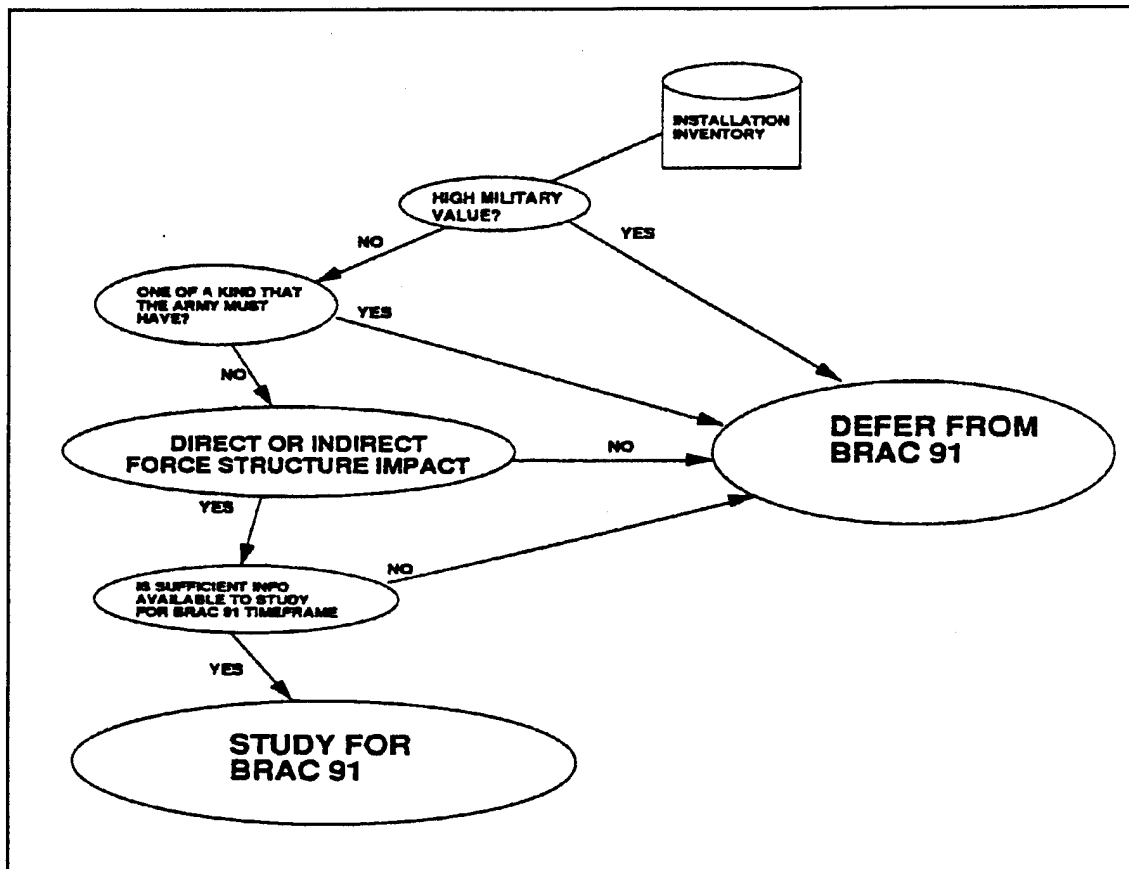 INSTALLATION
INVENTORY
HIGH MILITARY
VALUE?
NO
YES
ONE OF A KIND THAT
THE ARMY MUST
HAVE?
YES
NO
DIRECT OR INDIRECT
FORCE STRUCTURE IMPACT
NO
DEFER FROM
BRAC 91
YES
IS SUFFICIENT INFO
AVAILABLE TO STUDY
FOR BRAC 91 TIMEFRAME
NO
YES
STUDY FOR
BRAC 91